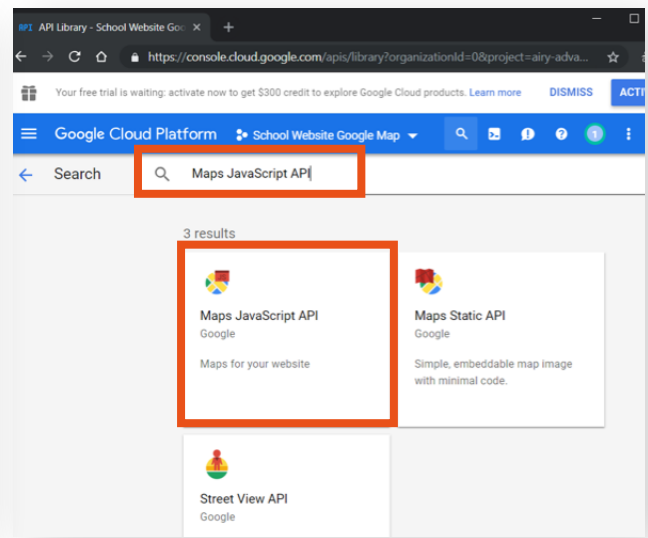 API API Library - School Website Goo
https://console.cloud.google.com/apis/library?organizationId=0&project=airy-adva...
Your free trial is waiting: activate now to get $300 credit to explore Google Cloud products. Learn more DISMISS ACTI
Google Cloud Platform School Website Google Map 1
Search Maps JavaScript API
3 results
Maps JavaScript API
Google
Maps for your website
Maps Static API
Google
Simple, embeddable map image
with minimal code.
Street View API
Google